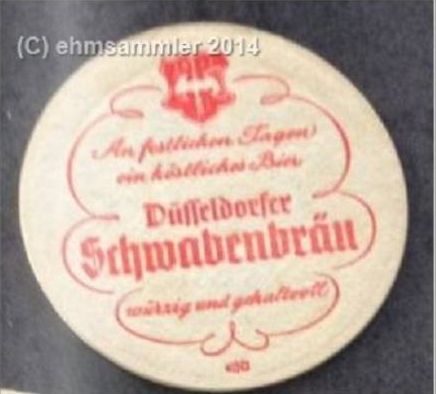 (C) ehmsammler 2014
An festlichen Tagen
ein köstliches Bier
Düsseldorfer
Schwabenbräu
würzig und gehaltvoll